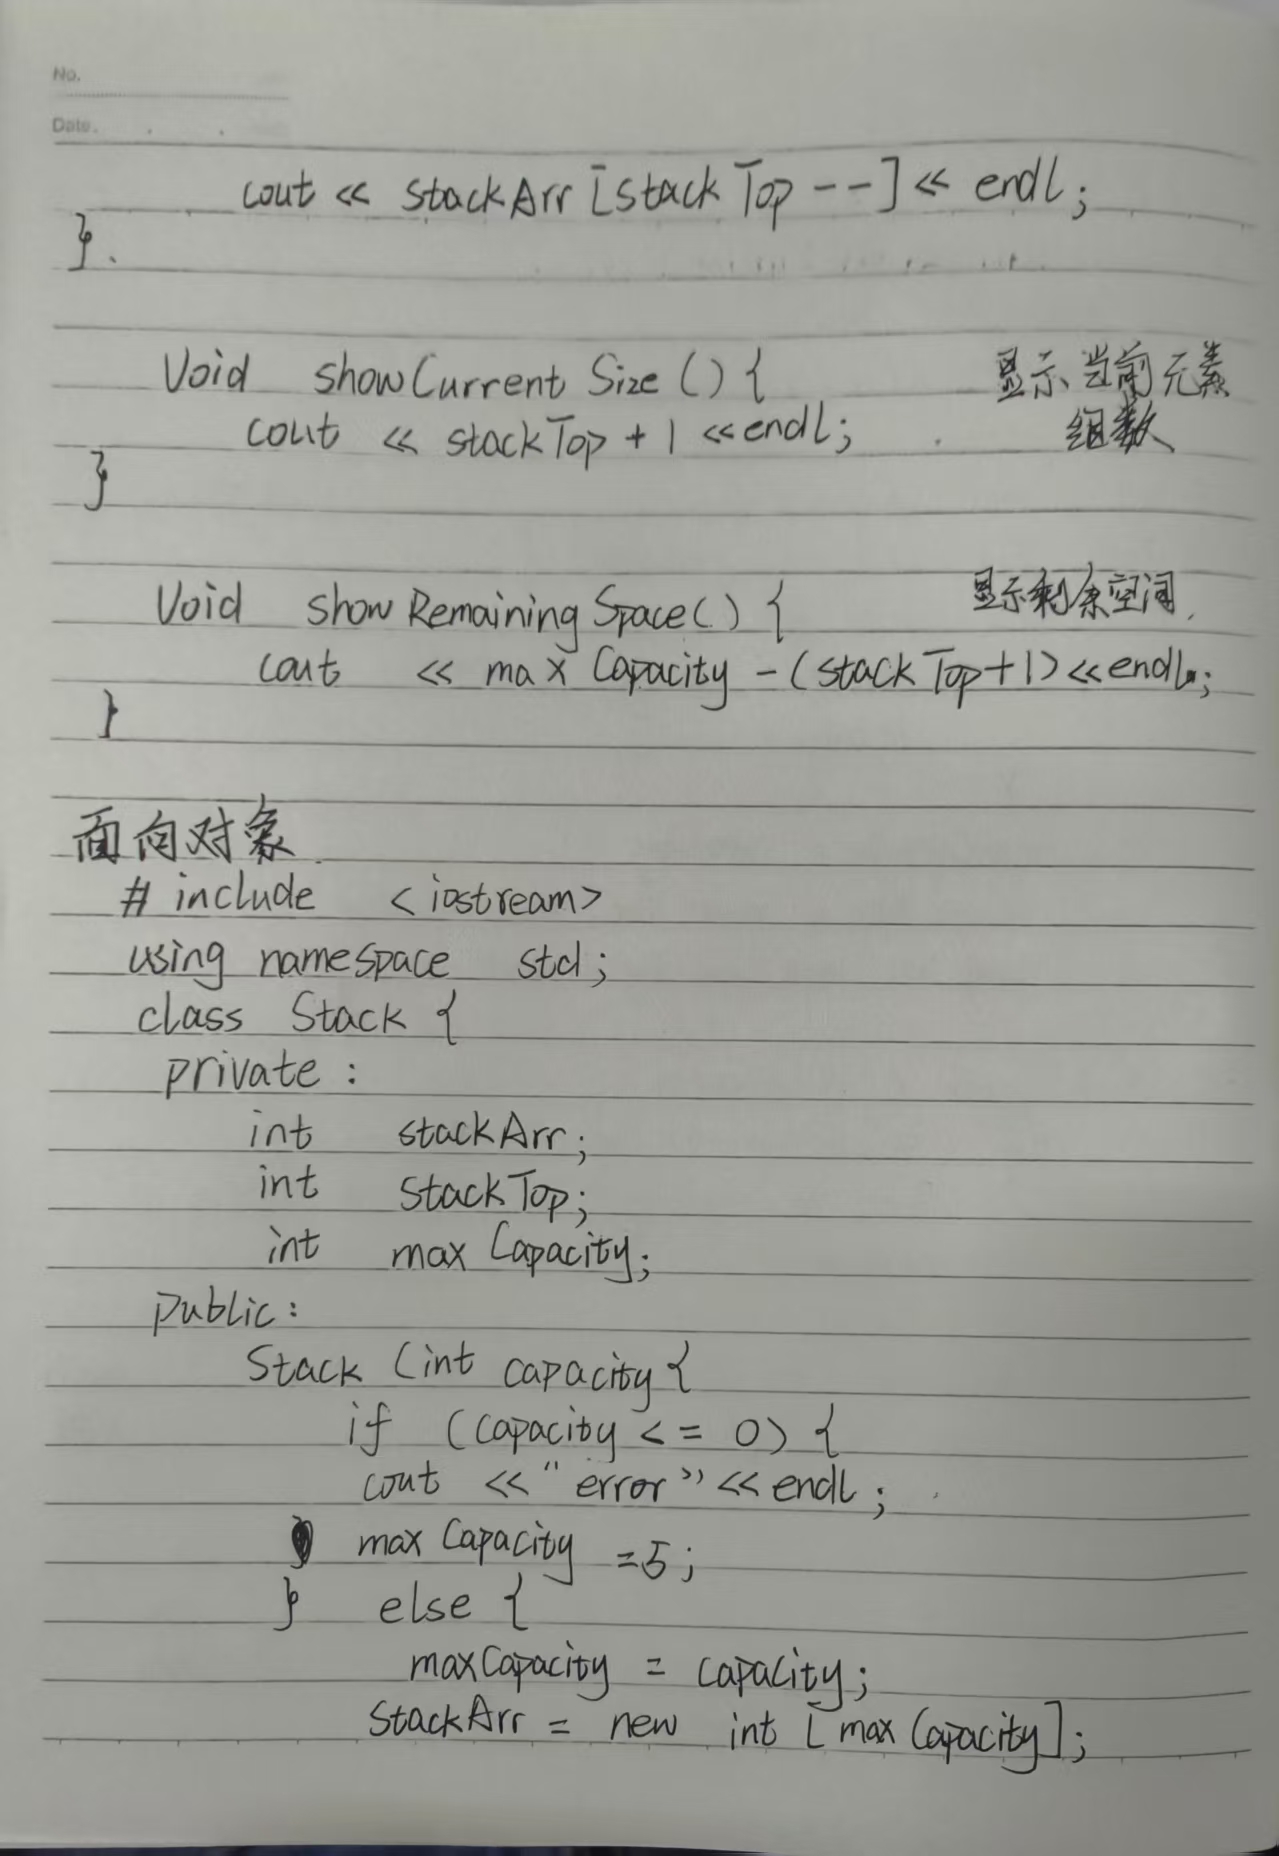 No.
Date.
cout << stackArr [stackTop --] << endl;
}.
Void showCurrentSize () { 显示当前元素
cout << stackTop + 1 << endl; 组数
}
Void showRemainingSpace() { 显示剩余空间.
cout << maxCapacity - (stackTop+1) << endl;
}
面向对象
# include <iostream>
using namespace std;
class Stack {
private :
int stackArr;
int stackTop;
int maxCapacity;
public:
Stack (int capacity {
if (capacity <= 0) {
cout << "error" << endl;
maxCapacity =5;
} else {
maxCapacity = capacity;
StackArr = new int [maxCapacity];